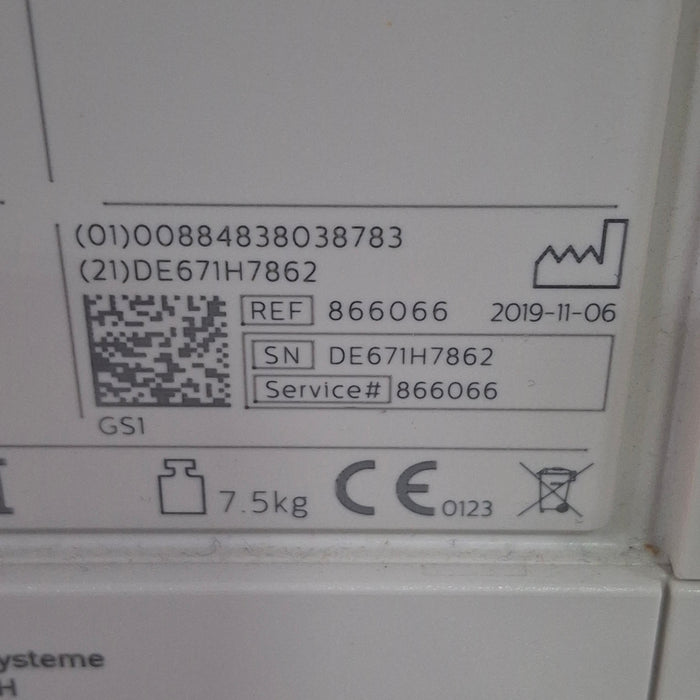 (01)00884838038783
(21)DE671H7862
REF 866066 2019-11-06
SN DE671H7862
Service# 866066
GS1
7.5kg CE 0123
ysteme
H